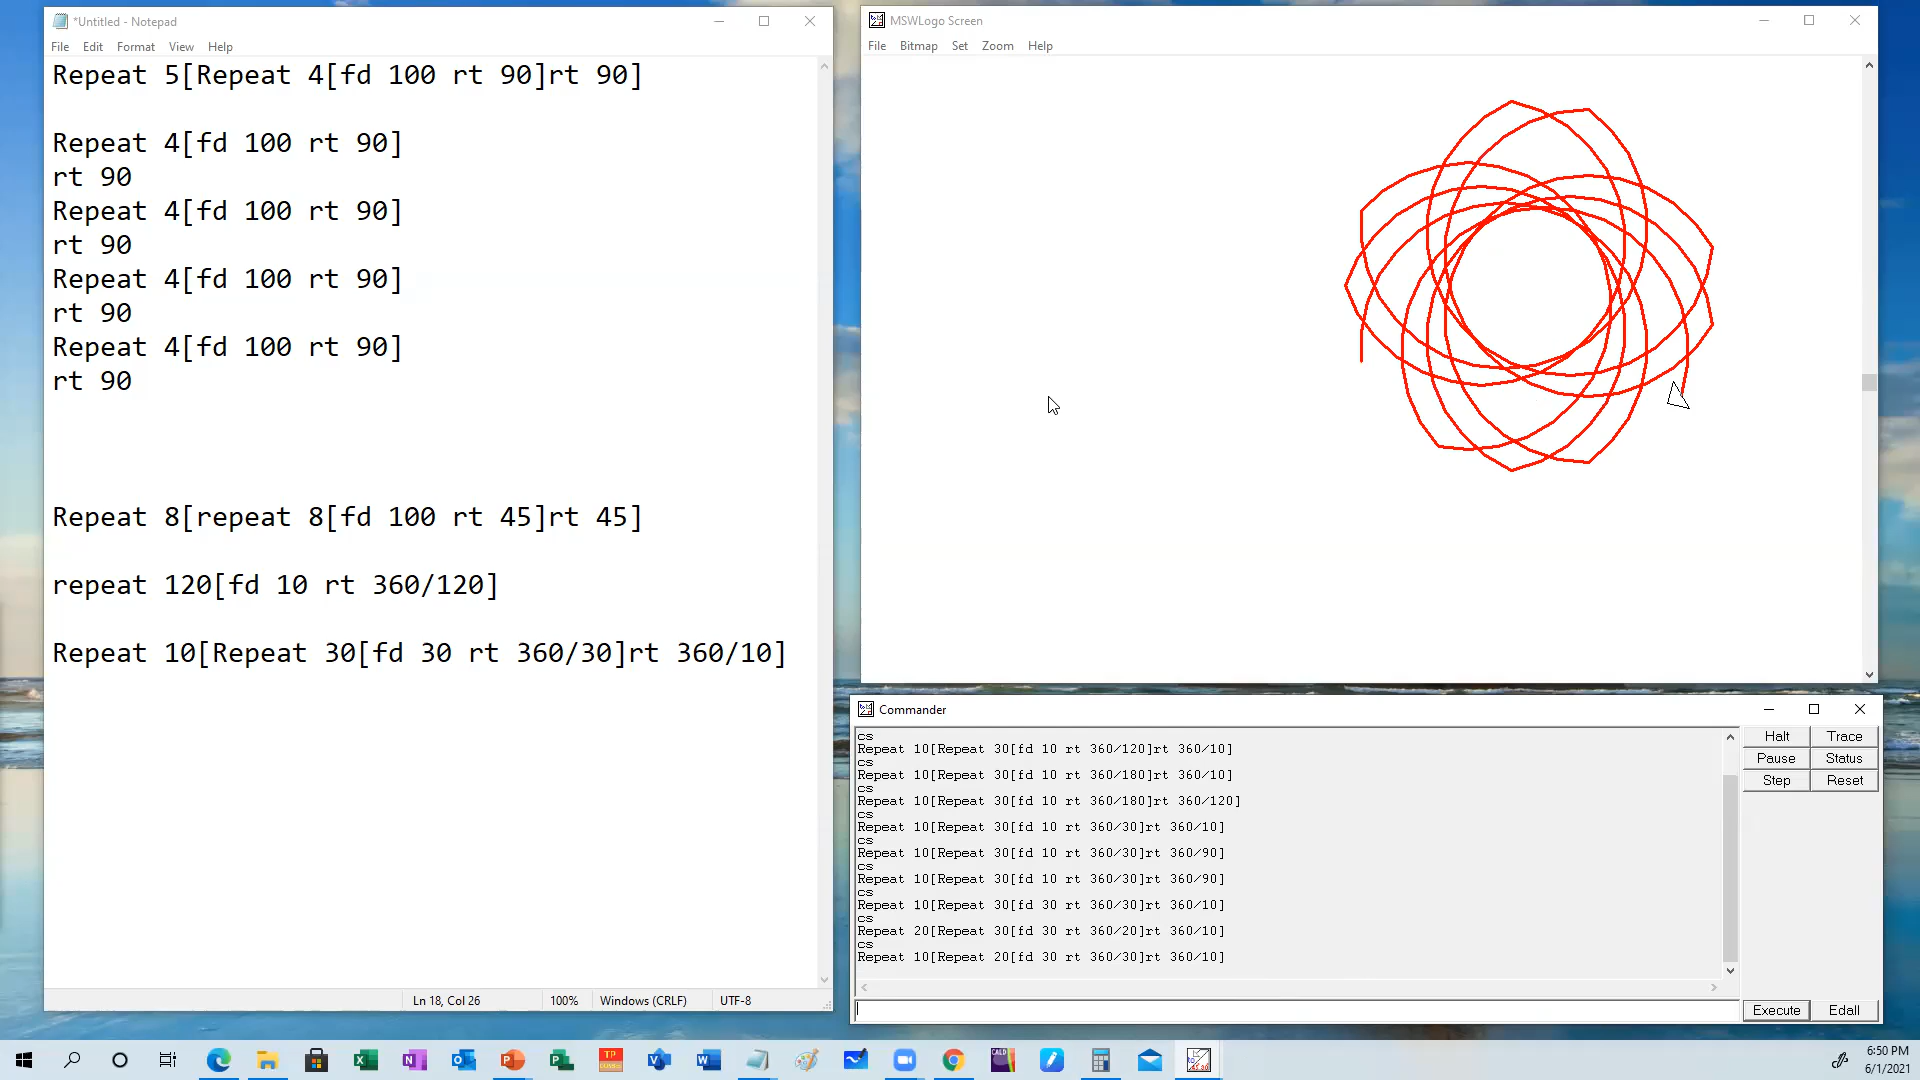 *Untitled - Notepad
File Edit Format View Help
Repeat 5[Repeat 4[fd 100 rt 90]rt 90]
Repeat 4[fd 100 rt 90]
rt 90
Repeat 4[fd 100 rt 90]
rt 90
Repeat 4[fd 100 rt 90]
rt 90
Repeat 4[fd 100 rt 90]
rt 90
Repeat 8[repeat 8[fd 100 rt 45]rt 45]
repeat 120[fd 10 rt 360/120]
Repeat 10[Repeat 30[fd 30 rt 360/30]rt 360/10]
Ln 18, Col 26 100% Windows (CRLF) UTF-8
MSWLogo Screen
File Bitmap Set Zoom Help
Commander
cs
Repeat 10[Repeat 30[fd 10 rt 360/120]rt 360/10]
cs
Repeat 10[Repeat 30[fd 10 rt 360/180]rt 360/10]
cs
Repeat 10[Repeat 30[fd 10 rt 360/180]rt 360/120]
cs
Repeat 10[Repeat 30[fd 10 rt 360/30]rt 360/10]
cs
Repeat 10[Repeat 30[fd 10 rt 360/30]rt 360/90]
cs
Repeat 10[Repeat 30[fd 10 rt 360/30]rt 360/90]
cs
Repeat 10[Repeat 30[fd 30 rt 360/30]rt 360/10]
cs
Repeat 20[Repeat 30[fd 30 rt 360/20]rt 360/10]
cs
Repeat 10[Repeat 20[fd 30 rt 360/30]rt 360/10]
Halt Trace
Pause Status
Step Reset
Execute Edall
6:50 PM
6/1/2021